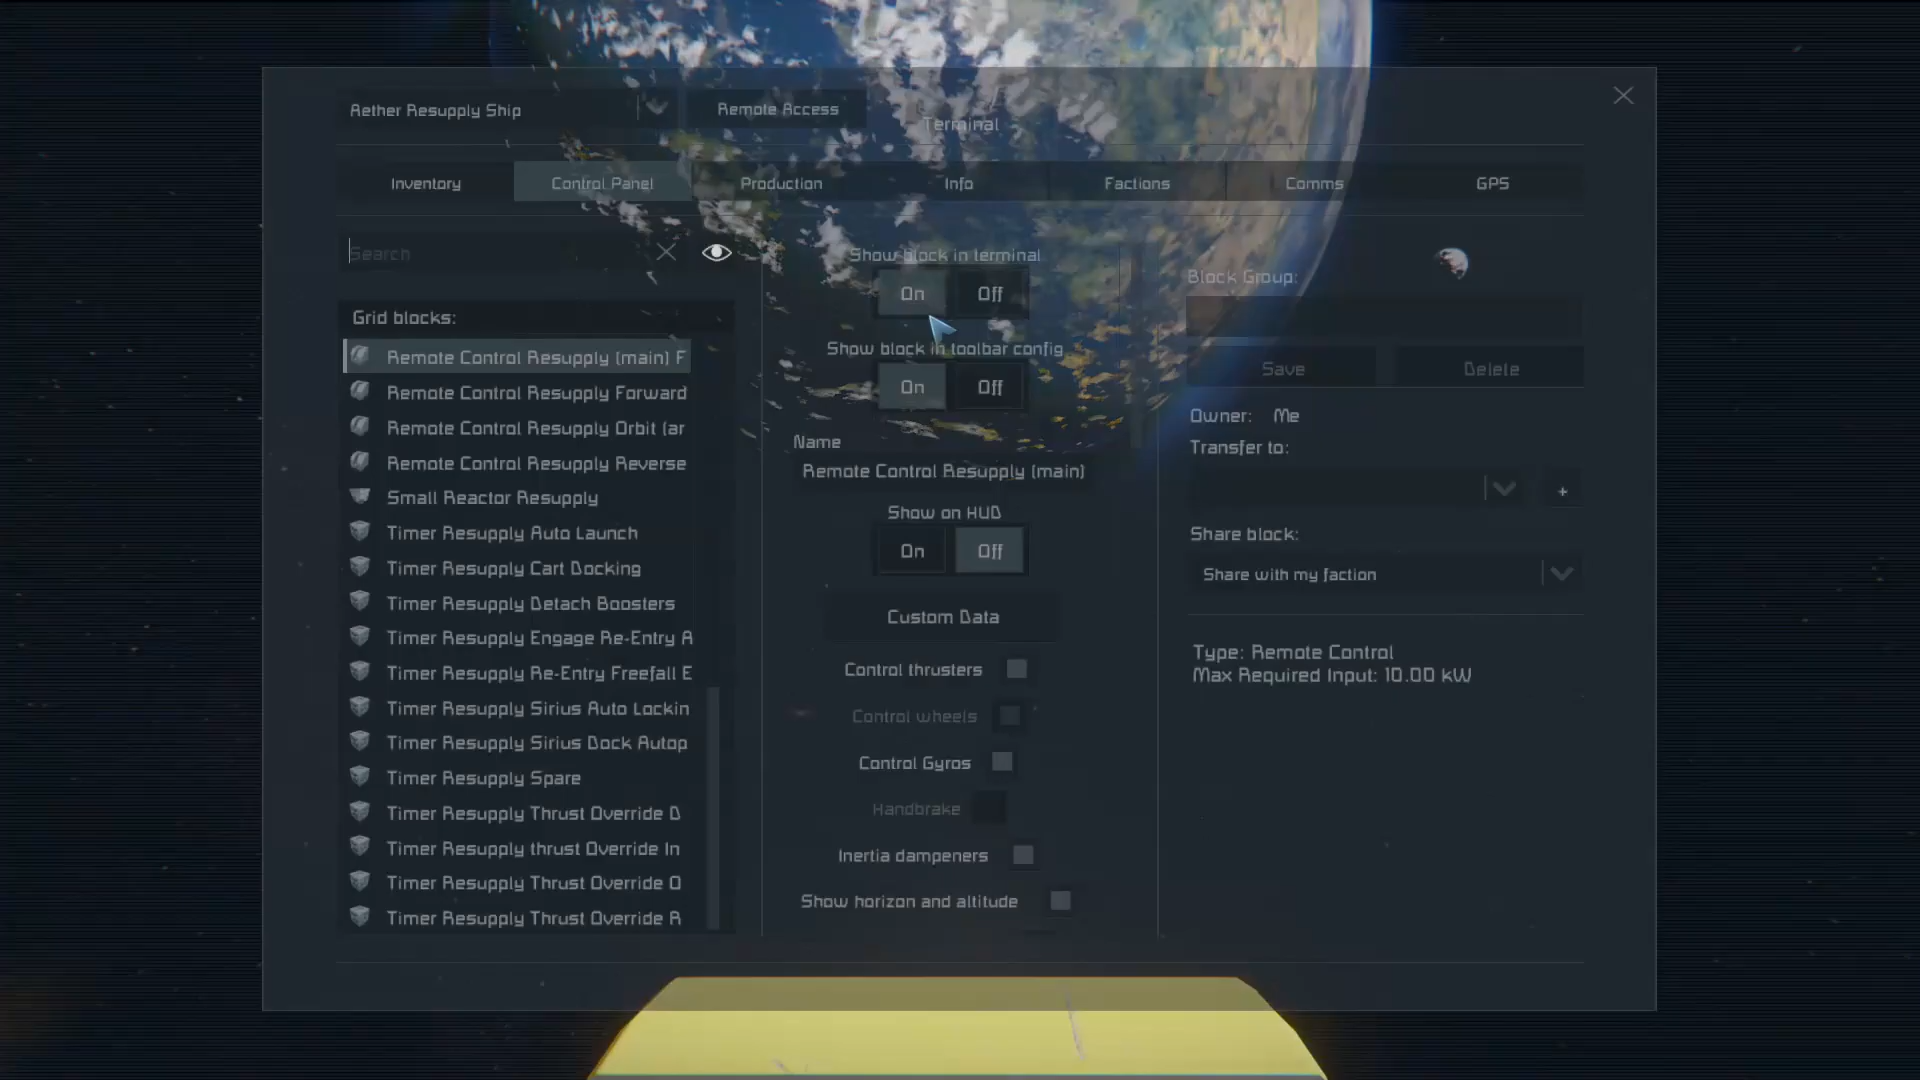 Aether Resupply Ship
Remote Access
Terminal
Inventory
Control Panel
Production
Info
Factions
Comms
GPS
Search
Grid blocks:
Remote Control Resupply (main) F
Remote Control Resupply Forward
Remote Control Resupply Orbit (ar
Remote Control Resupply Reverse
Small Reactor Resupply
Timer Resupply Auto Launch
Timer Resupply Cart Docking
Timer Resupply Detach Boosters
Timer Resupply Engage Re-Entry A
Timer Resupply Re-Entry Freefall E
Timer Resupply Sirius Auto Lockin
Timer Resupply Sirius Dock Autop
Timer Resupply Spare
Timer Resupply Thrust Override D
Timer Resupply thrust Override In
Timer Resupply Thrust Override O
Timer Resupply Thrust Override R
Show block in terminal
On Off
Show block in toolbar config
On Off
Name
Remote Control Resupply (main)
Show on HUD
On Off
Custom Data
Control thrusters
Control wheels
Control Gyros
Handbrake
Inertia dampeners
Show horizon and altitude
Block Group:
Save
Delete
Owner: Me
Transfer to:
+
Share block:
Share with my faction
Type: Remote Control
Max Required Input: 10.00 kW